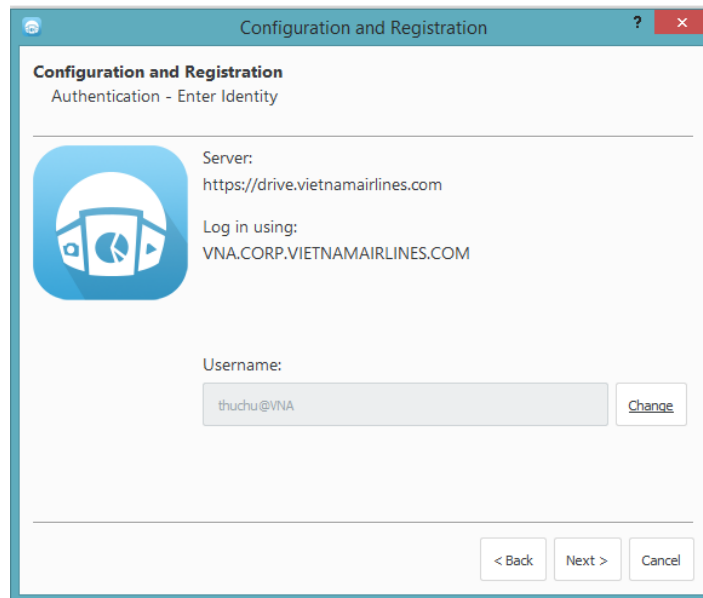 Configuration and Registration ?
Configuration and Registration
Authentication - Enter Identity
Server:
https://drive.vietnamairlines.com
Log in using:
VNA.CORP.VIETNAMAIRLINES.COM
Username:
thuchu@VNA Change
< Back Next > Cancel